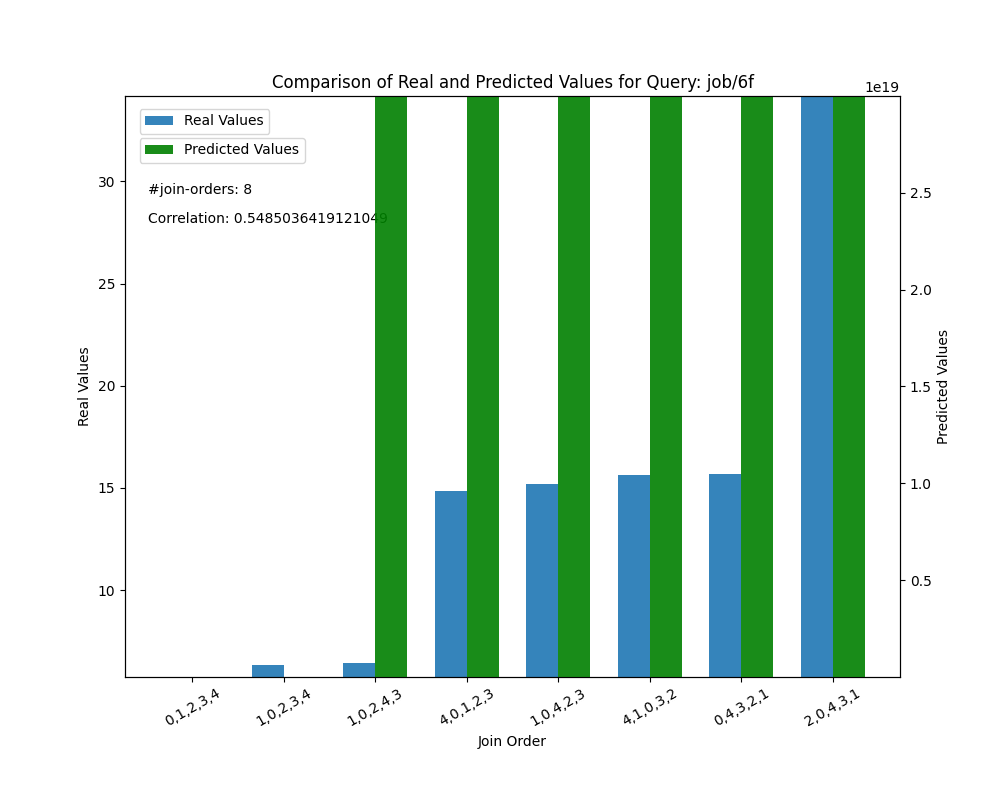 Comparison of Real and Predicted Values for Query: job/6f
1e19
Real Values
Predicted Values
#join-orders: 8
Correlation: 0.5485036419121049
30
25
20
15
10
Real Values
2.5
2.0
1.5
1.0
0.5
Predicted Values
0,1,2,3,4
1,0,2,3,4
1,0,2,4,3
4,0,1,2,3
1,0,4,2,3
4,1,0,3,2
0,4,3,2,1
2,0,4,3,1
Join Order